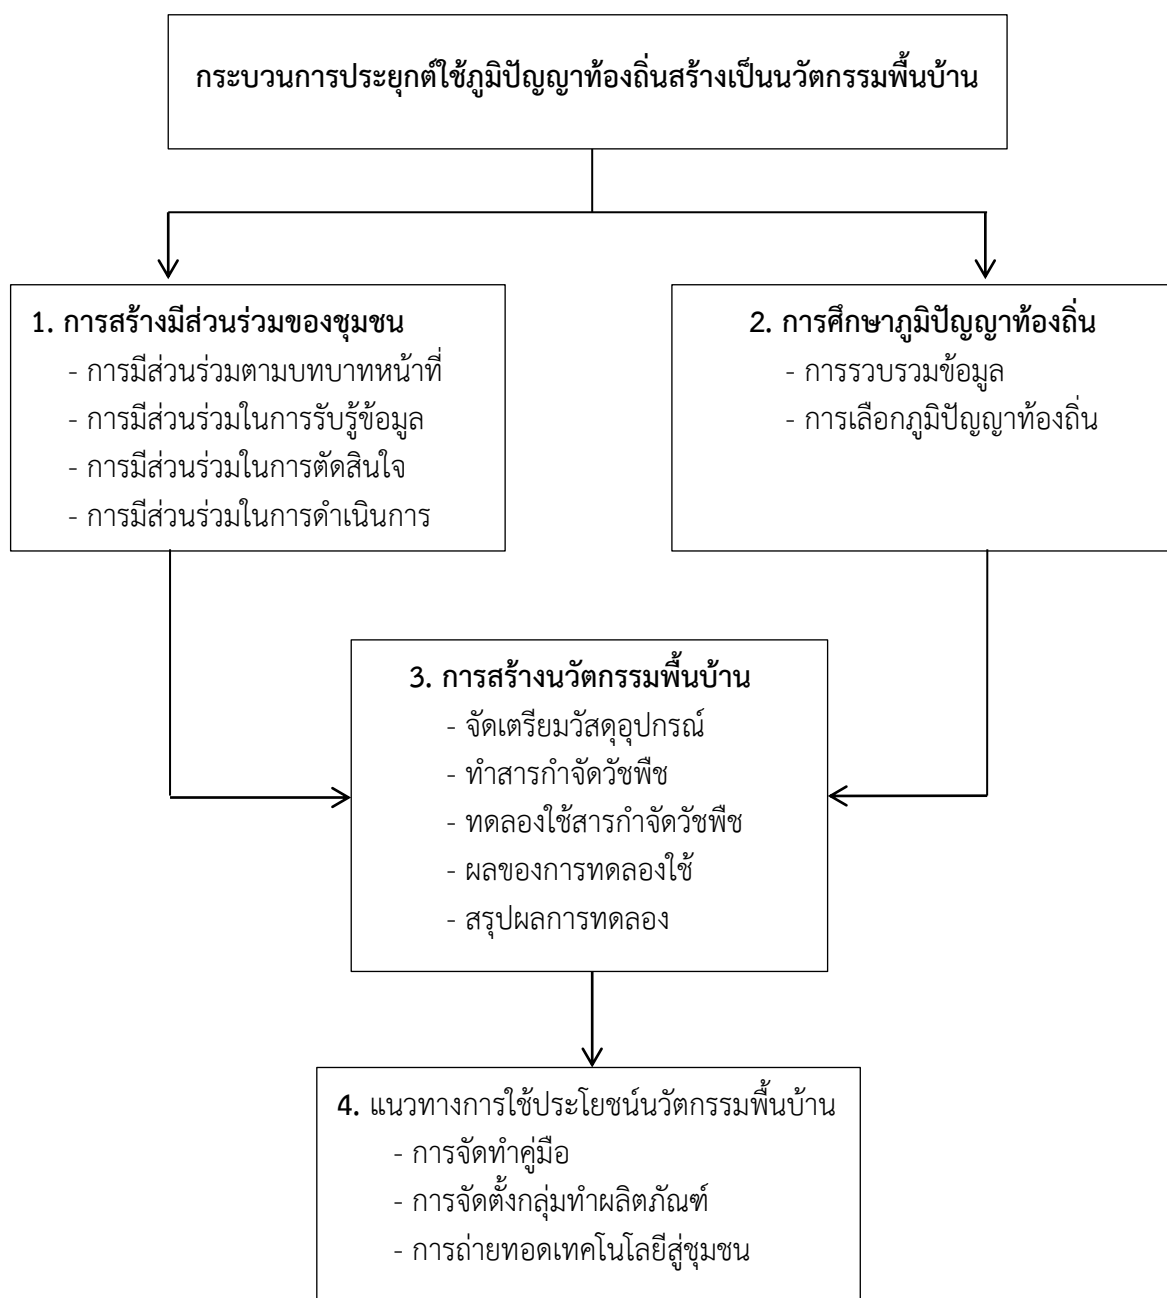 กระบวนการประยุกต์ใช้ภูมิปัญญาท้องถิ่นสร้างเป็นนวัตกรรมพื้นบ้าน
1. การสร้างมีส่วนร่วมของชุมชน
- การมีส่วนร่วมตามบทบาทหน้าที่
- การมีส่วนร่วมในการรับรู้ข้อมูล
- การมีส่วนร่วมในการตัดสินใจ
- การมีส่วนร่วมในการดำเนินการ
2. การศึกษาภูมิปัญญาท้องถิ่น
- การรวบรวมข้อมูล
- การเลือกภูมิปัญญาท้องถิ่น
3. การสร้างนวัตกรรมพื้นบ้าน
- จัดเตรียมวัสดุอุปกรณ์
- ทำสารกำจัดวัชพืช
- ทดลองใช้สารกำจัดวัชพืช
- ผลของการทดลองใช้
- สรุปผลการทดลอง
4. แนวทางการใช้ประโยชน์นวัตกรรมพื้นบ้าน
- การจัดทำคู่มือ
- การจัดตั้งกลุ่มทำผลิตภัณฑ์
- การถ่ายทอดเทคโนโลยีสู่ชุมชน